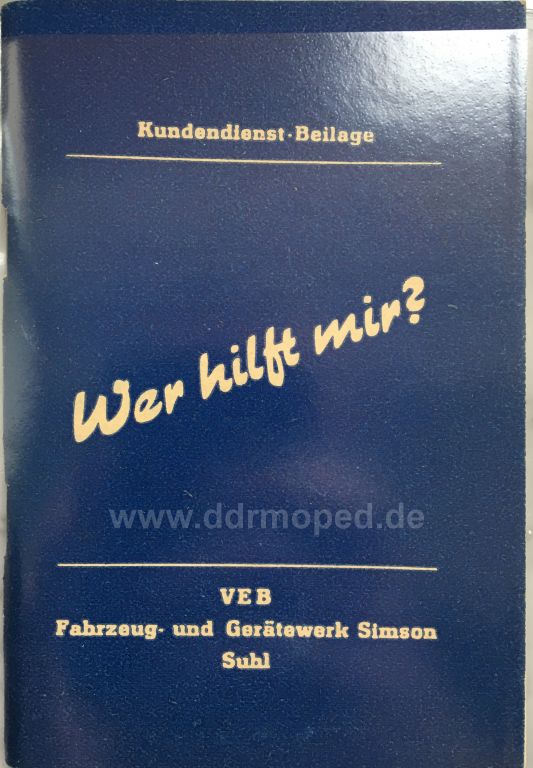 Kundendienst-Beilage
Wer hilft mir?
www.ddrmoped.de
VEB
Fahrzeug- und Gerätewerk Simson
Suhl